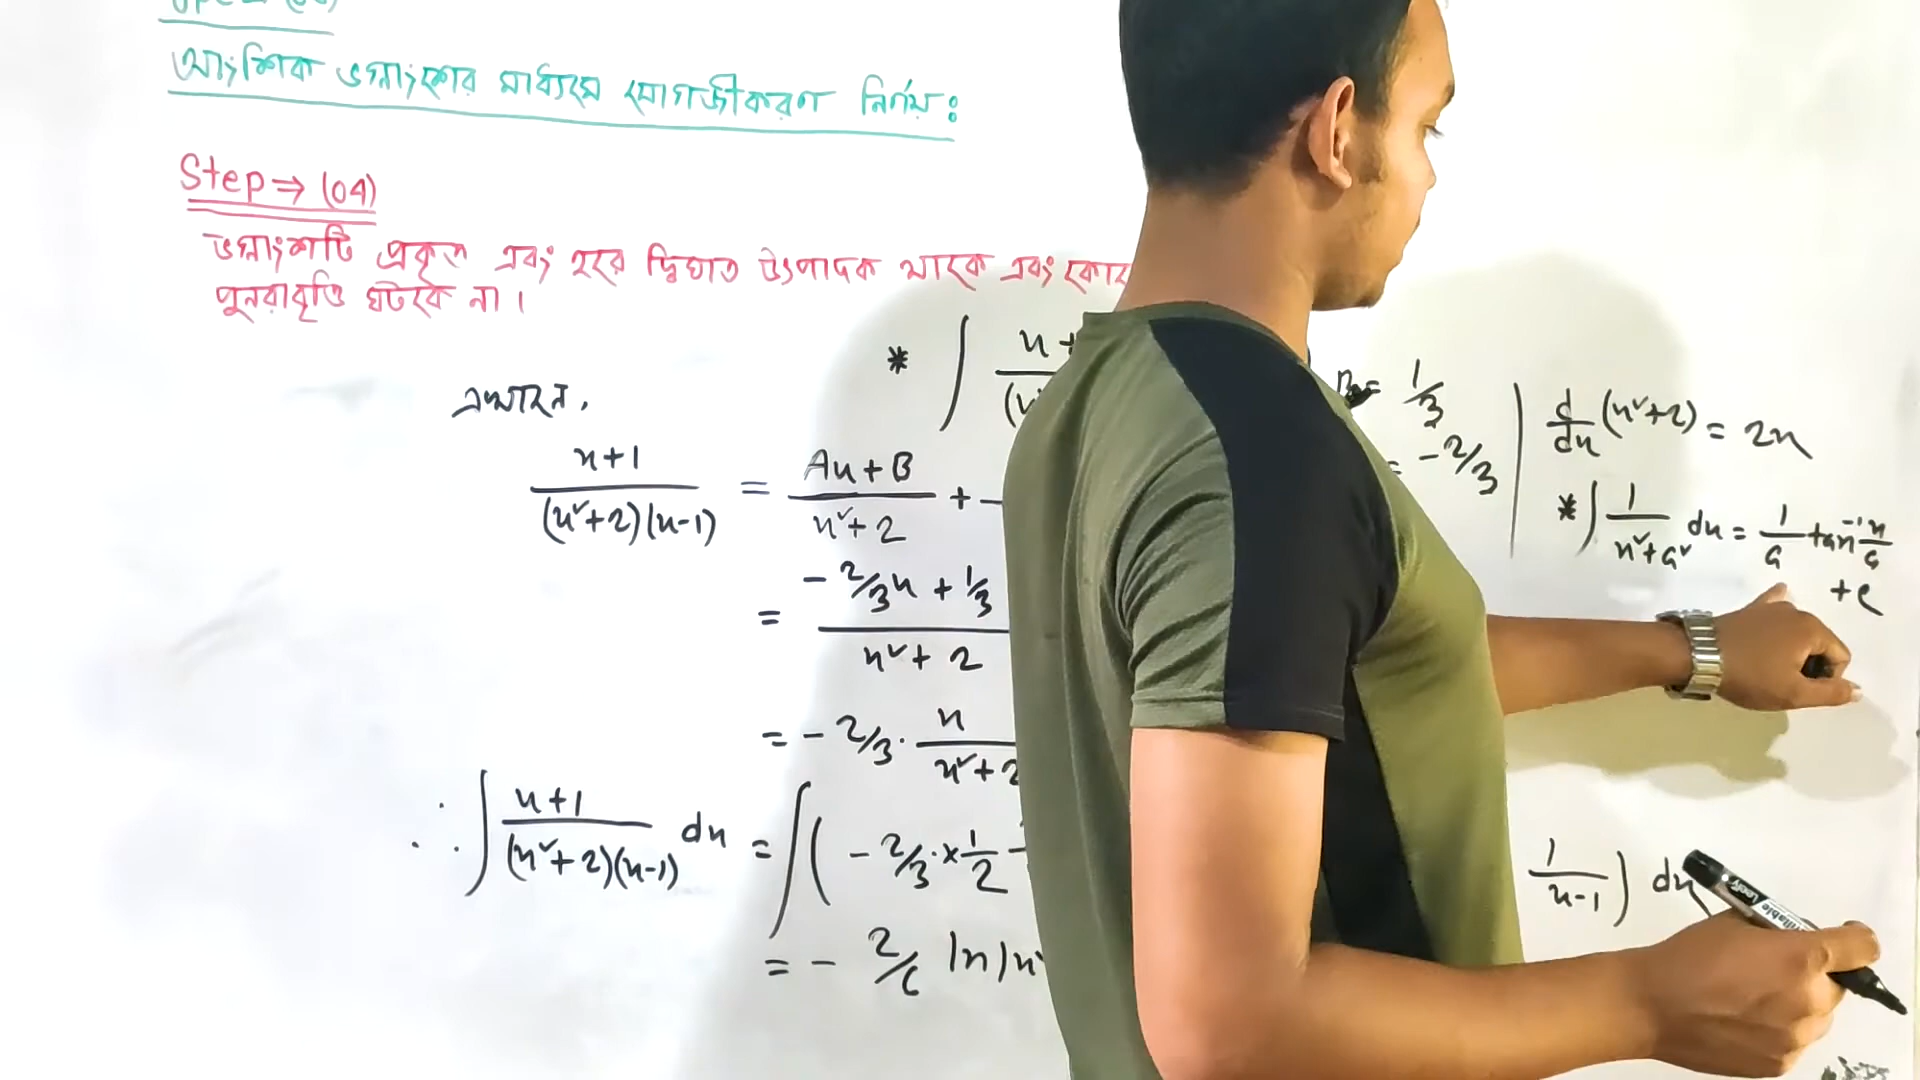 আংশিক ভগ্নাংশের মাধ্যমে যোগজীকরণ নির্ণয়ঃ
Step ⇒ (04)
ভগ্নাংশটি প্রকৃত এবং হরে দ্বিঘাত উৎপাদক থাকে এবং কোন
পুনরাবৃত্তি ঘটবে না।
* ∫ x+
এখানে,
x+1 / (x²+2)(x-1) = Ax+B / x²+2 + 
= -2/3x + 1/3 / x²+2
= - 2/3 · x / x²+2
∴ ∫ x+1 / (x²+2)(x-1) dx = ∫ ( - 2/3 · × 1/2
1 / x-1 ) dx
= - 2/6 ln|x²
B = 1/3
= -2/3
d/dx (x²+2) = 2x
* ∫ 1 / x²+a² dx = 1/a tan⁻¹ x/a
+c